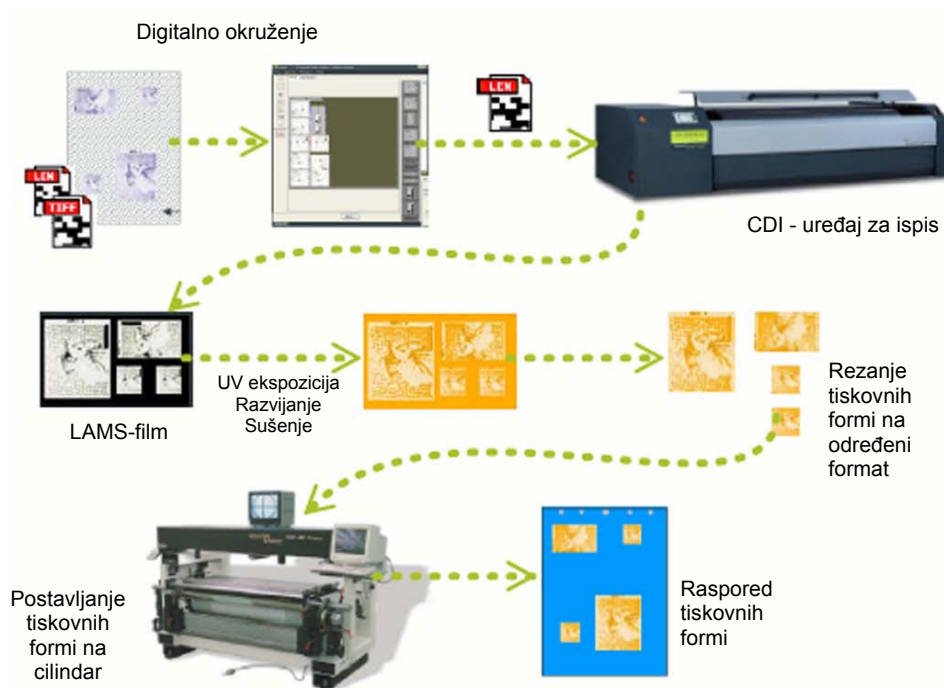 Digitalno okruženje
LEN
TIFF
LEN
CDI - uređaj za ispis
LAMS-film
UV ekspozicija
Razvijanje
Sušenje
Rezanje
tiskovnih
formi na
određeni
format
Postavljanje
tiskovnih
formi na
cilindar
Raspored
tiskovnih
formi